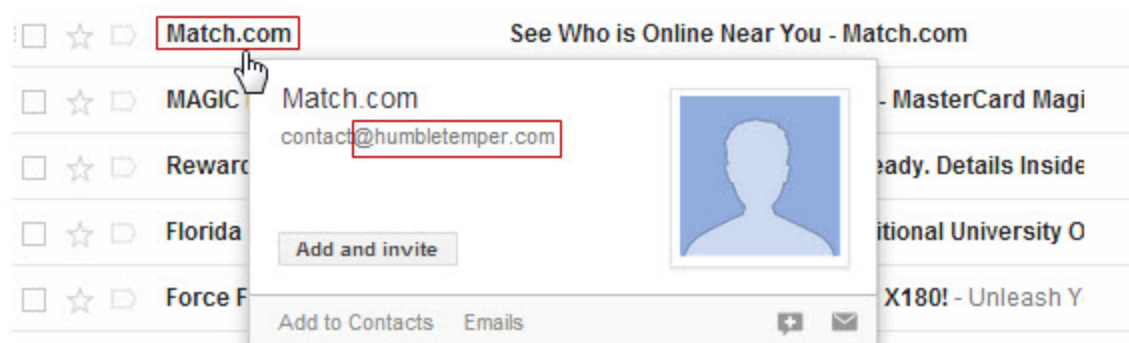 Match.com See Who is Online Near You - Match.com
MAGIC - MasterCard Magi
Match.com
contact@humbletemper.com
Reward eady. Details Inside
Florida itional University O
Add and invite
Force F X180! - Unleash Y
Add to Contacts Emails